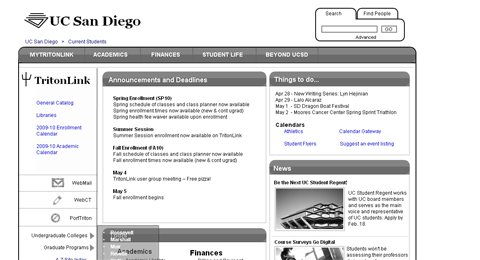 UC San Diego
Search
Find People
GO
Advanced
UC San Diego » Current Students
MYTRITONLINK ACADEMICS FINANCES STUDENT LIFE BEYOND UCSD
TritonLink
General Catalog
Libraries
2009-10 Enrollment
Calendar
2009-10 Academic
Calendar
WebMail
WebCT
PortTriton
Undergraduate Colleges
Graduate Programs
A-Z Site Index
Announcements and Deadlines
Spring Enrollment (SP10)
Spring schedule of classes and class planner now available
Spring enrollment times now available (new & cont ugrad)
Spring health fee waiver available upon enrollment
Summer Session
Summer Session enrollment now available on TritonLink
Fall Enrollment (FA10)
Fall schedule of classes and class planner now available
Fall enrollment times now available (new & cont ugrad)
May 4
TritonLink user group meeting – Free pizza!
May 5
Fall enrollment begins
Roosevelt
Marshall
Muir
Academics
Finances
Things to do...
Apr 28 - New Writing Series: Lyn Hejinian
Apr 28 - Lalo Alcaraz
May 1 - SD Dragon Boat Festival
May 2 - Moores Cancer Center Spring Sprint Triathlon
Calendars
Athletics
Calendar Gateway
Student Flyers
Suggest an event listing
News
Be the Next UC Student Regent!
UC Student Regent works
with UC board members
and serves as the main
voice and representative
of UC students. Apply by
Feb. 18.
Course Surveys Go Digital
Students won't be
assessing their professors